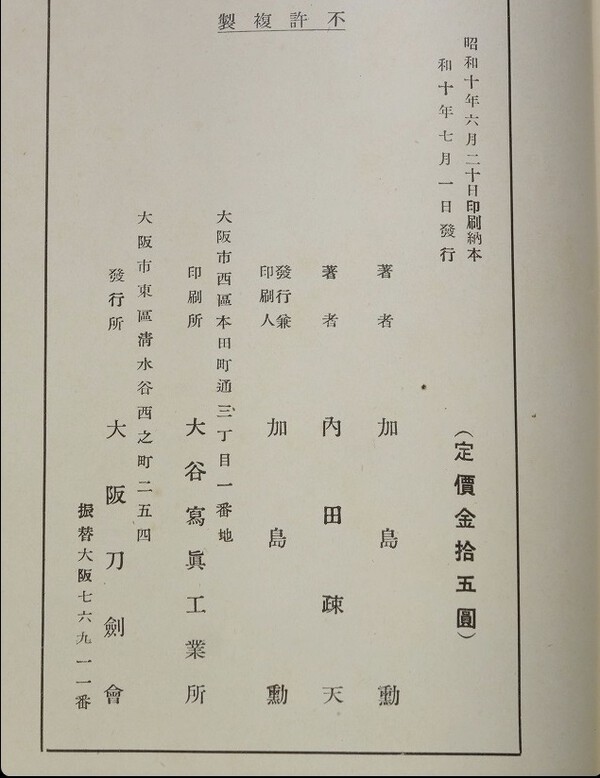 不許複製
昭和十年六月二十日印刷納本
和十年七月一日發行
(定價金拾五圓)
著者 加島勳
著者 內田疎天
發行兼印刷人 加島勳
大阪市西區本田町通三丁目一番地
印刷所 大谷寫眞工業所
大阪市東區清水谷西之町二五四
發行所 大阪刀劍會
振替大阪七六九一一番